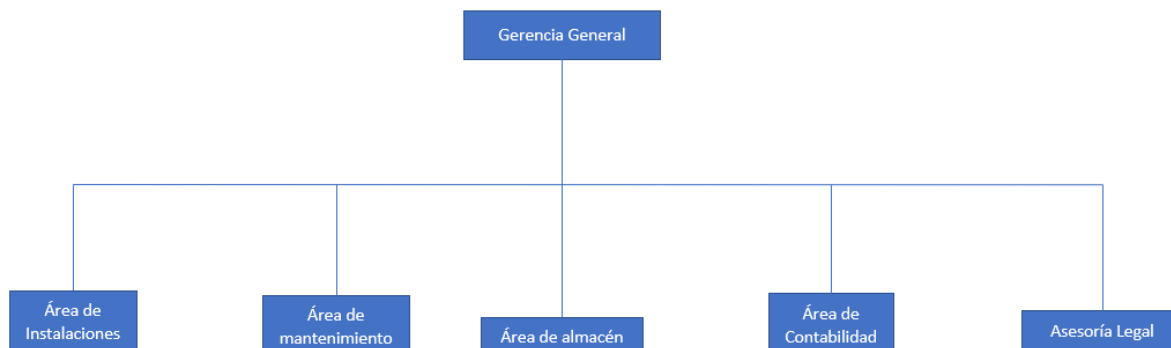 Gerencia General
Área de
Instalaciones
Área de
mantenimiento
Área de almacén
Área de
Contabilidad
Asesoría Legal